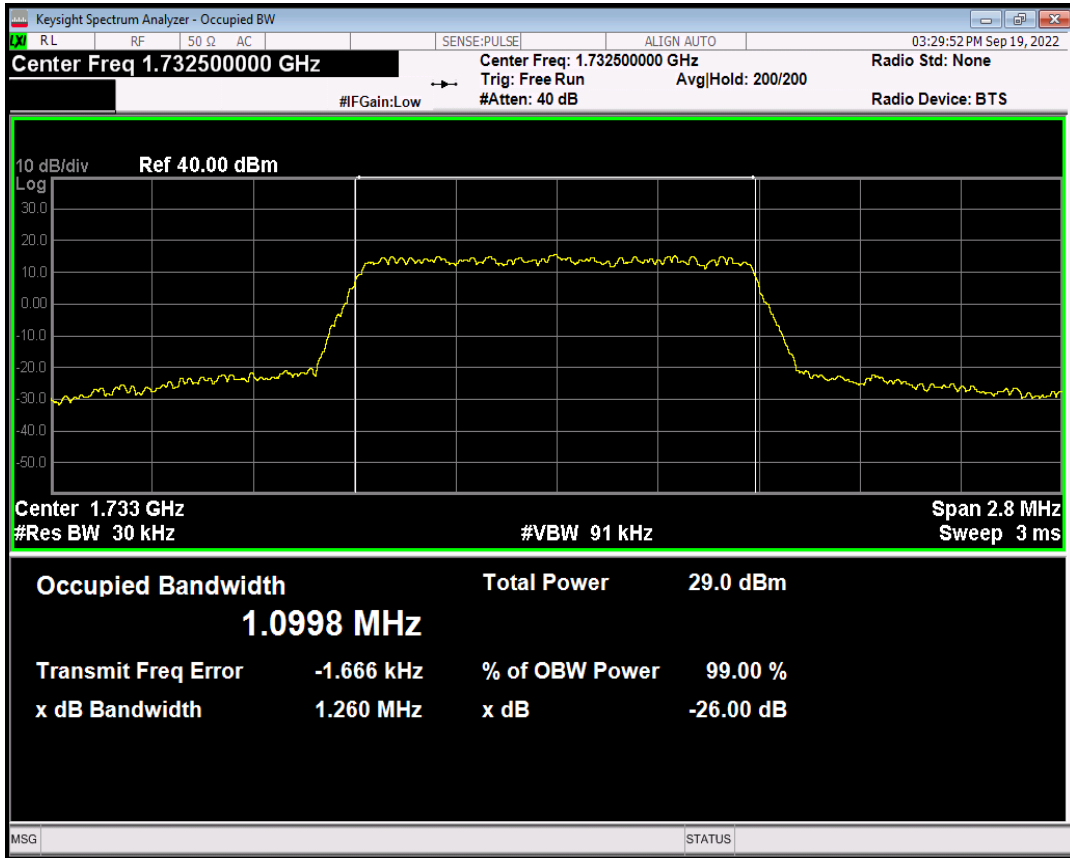 Keysight Spectrum Analyzer - Occupied BW
LXI RL RF 50 Ω AC SENSE:PULSE ALIGN AUTO 03:29:52 PM Sep 19, 2022
Center Freq 1.732500000 GHz Center Freq: 1.732500000 GHz Radio Std: None
Trig: Free Run Avg|Hold: 200/200
#IFGain:Low #Atten: 40 dB Radio Device: BTS
10 dB/div Ref 40.00 dBm
Log
30.0
20.0
10.0
0.00
-10.0
-20.0
-30.0
-40.0
-50.0
Center 1.733 GHz Span 2.8 MHz
#Res BW 30 kHz #VBW 91 kHz Sweep 3 ms
Occupied Bandwidth Total Power 29.0 dBm
1.0998 MHz
Transmit Freq Error -1.666 kHz % of OBW Power 99.00 %
x dB Bandwidth 1.260 MHz x dB -26.00 dB
MSG STATUS